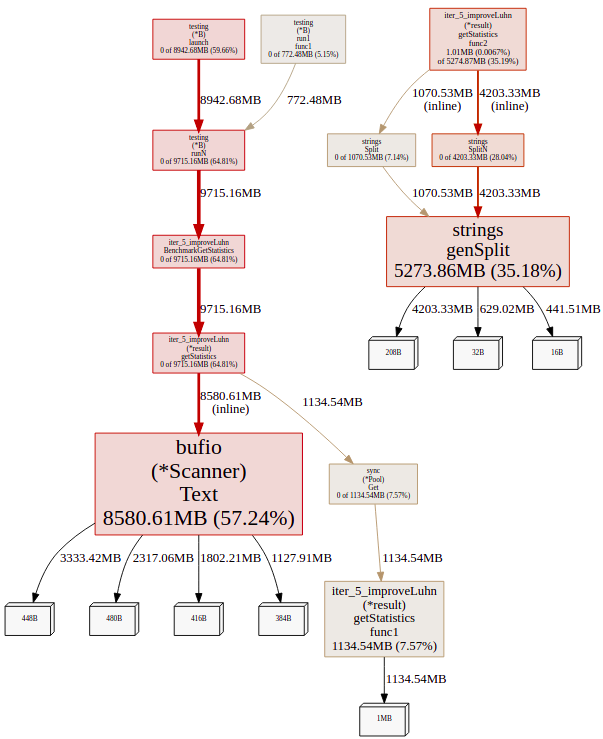 testing
(*B)
launch
0 of 8942.68MB (59.66%)
testing
(*B)
run1
func1
0 of 772.48MB (5.15%)
iter_5_improveLuhn
(*result)
getStatistics
func2
1.01MB (0.0067%)
of 5274.87MB (35.19%)
8942.68MB
772.48MB
1070.53MB
(inline)
4203.33MB
(inline)
testing
(*B)
runN
0 of 9715.16MB (64.81%)
strings
Split
0 of 1070.53MB (7.14%)
strings
SplitN
0 of 4203.33MB (28.04%)
9715.16MB
1070.53MB
4203.33MB
iter_5_improveLuhn
BenchmarkGetStatistics
0 of 9715.16MB (64.81%)
strings
genSplit
5273.86MB (35.18%)
9715.16MB
4203.33MB
629.02MB
441.51MB
iter_5_improveLuhn
(*result)
getStatistics
0 of 9715.16MB (64.81%)
208B
32B
16B
8580.61MB
(inline)
1134.54MB
bufio
(*Scanner)
Text
8580.61MB (57.24%)
sync
(*Pool)
Get
0 of 1134.54MB (7.57%)
3333.42MB
2317.06MB
1802.21MB
1127.91MB
1134.54MB
448B
480B
416B
384B
iter_5_improveLuhn
(*result)
getStatistics
func1
1134.54MB (7.57%)
1134.54MB
1MB